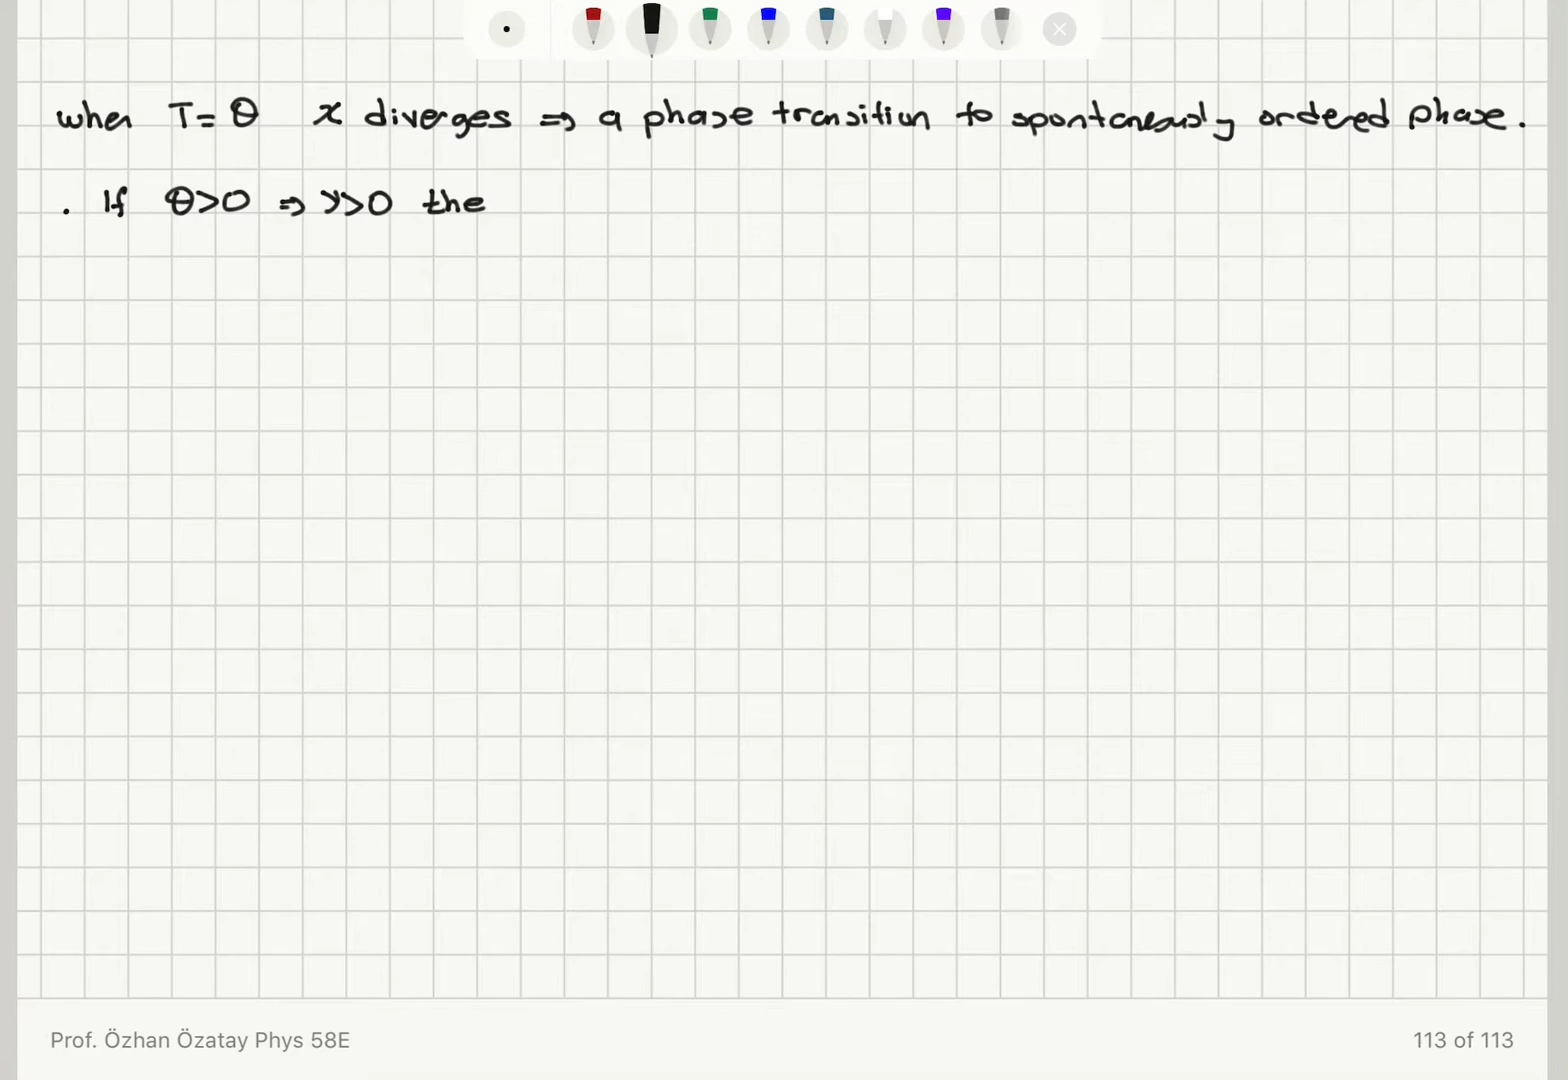 when T = θ χ diverges ⇒ a phase transition to spontaneously ordered phase.
. If θ>0 ⇒ γ>0 the
Prof. Özhan Özatay Phys 58E
113 of 113